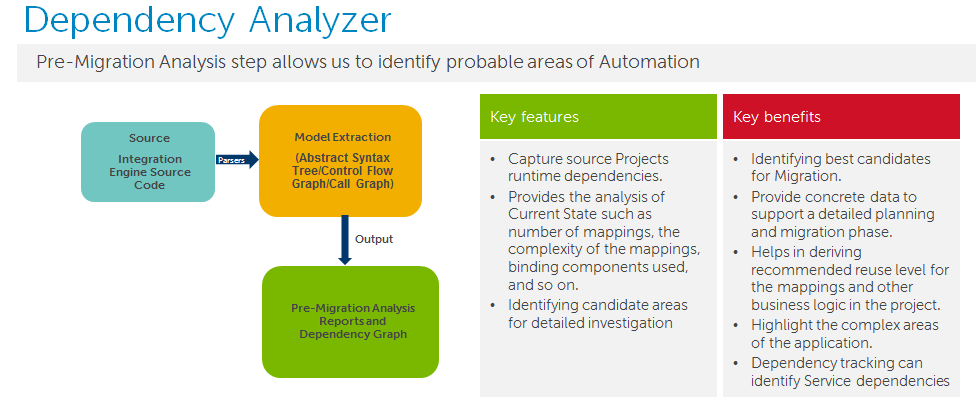 Dependency Analyzer
Pre-Migration Analysis step allows us to identify probable areas of Automation
Source
Integration
Engine Source
Code
Parsers
Model Extraction
(Abstract Syntax
Tree/Control Flow
Graph/Call Graph)
Output
Pre-Migration Analysis
Reports and
Dependency Graph
Key features
• Capture source Projects
runtime dependencies.
• Provides the analysis of
Current State such as
number of mappings, the
complexity of the mappings,
binding components used,
and so on.
• Identifying candidate areas
for detailed investigation
Key benefits
• Identifying best candidates
for Migration.
• Provide concrete data to
support a detailed planning
and migration phase.
• Helps in deriving
recommended reuse level for
the mappings and other
business logic in the project.
• Highlight the complex areas
of the application.
• Dependency tracking can
identify Service dependencies